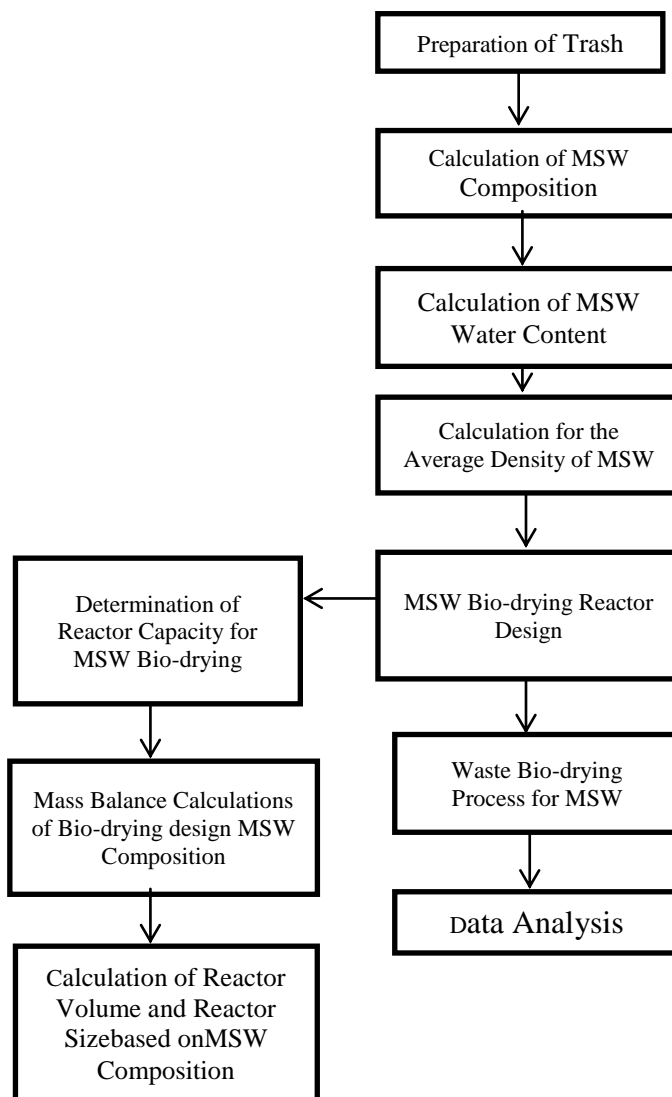 Preparation of Trash
Calculation of MSW
Composition
Calculation of MSW
Water Content
Calculation for the
Average Density of MSW
MSW Bio-drying Reactor
Design
Determination of
Reactor Capacity for
MSW Bio-drying
Mass Balance Calculations
of Bio-drying design MSW
Composition
Calculation of Reactor
Volume and Reactor
Sizebased onMSW
Composition
Waste Bio-drying
Process for MSW
Data Analysis